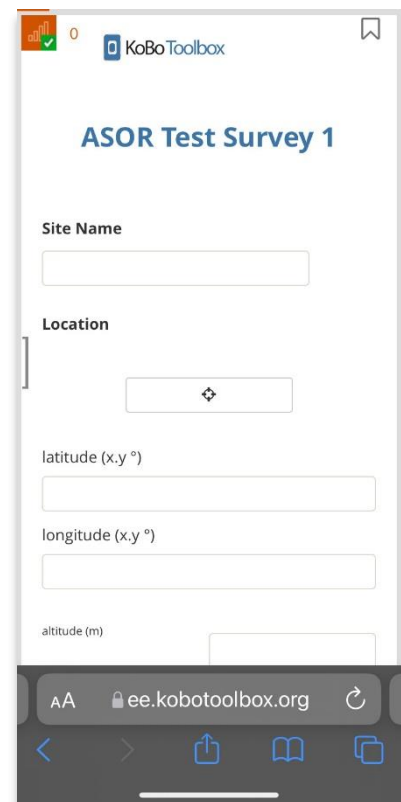 0
KoBoToolbox
ASOR Test Survey 1
Site Name
Location
latitude (x.y °)
longitude (x.y °)
altitude (m)
AA ee.kobotoolbox.org